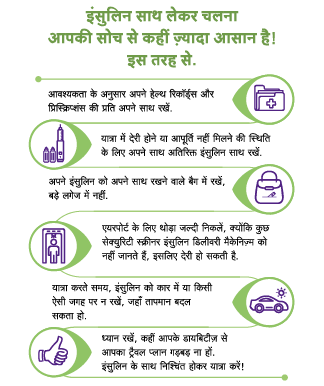 इंसुलिन साथ लेकर चलना
आपकी सोच से कहीं ज़्यादा आसान है!
इस तरह से.
आवश्यकता के अनुसार अपने हेल्थ रिकॉर्ड्स और
प्रिस्क्रिप्शंस की प्रति अपने साथ रखें.
यात्रा में देरी होने या आपूर्ति नहीं मिलने की स्थिति
के लिए अपने साथ अतिरिक्त इंसुलिन साथ रखें.
अपने इंसुलिन को अपने साथ रखने वाले बैग में रखें,
बड़े लगेज में नहीं.
एयरपोर्ट के लिए थोड़ा जल्दी निकलें, क्योंकि कुछ
सेक्युरिटी स्क्रीनर इंसुलिन डिलीवरी मैकेनिज़्म को
नहीं जानते हैं, इसलिए देरी हो सकती है.
यात्रा करते समय, इंसुलिन को कार में या किसी
ऐसी जगह पर न रखें, जहाँ तापमान बदल
सकता हो.
ध्यान रखें, कहीं आपके डायबिटीज़ से
आपका ट्रैवल प्लान गड़बड़ ना हों.
इंसुलिन के साथ निश्चिंत होकर यात्रा करें!